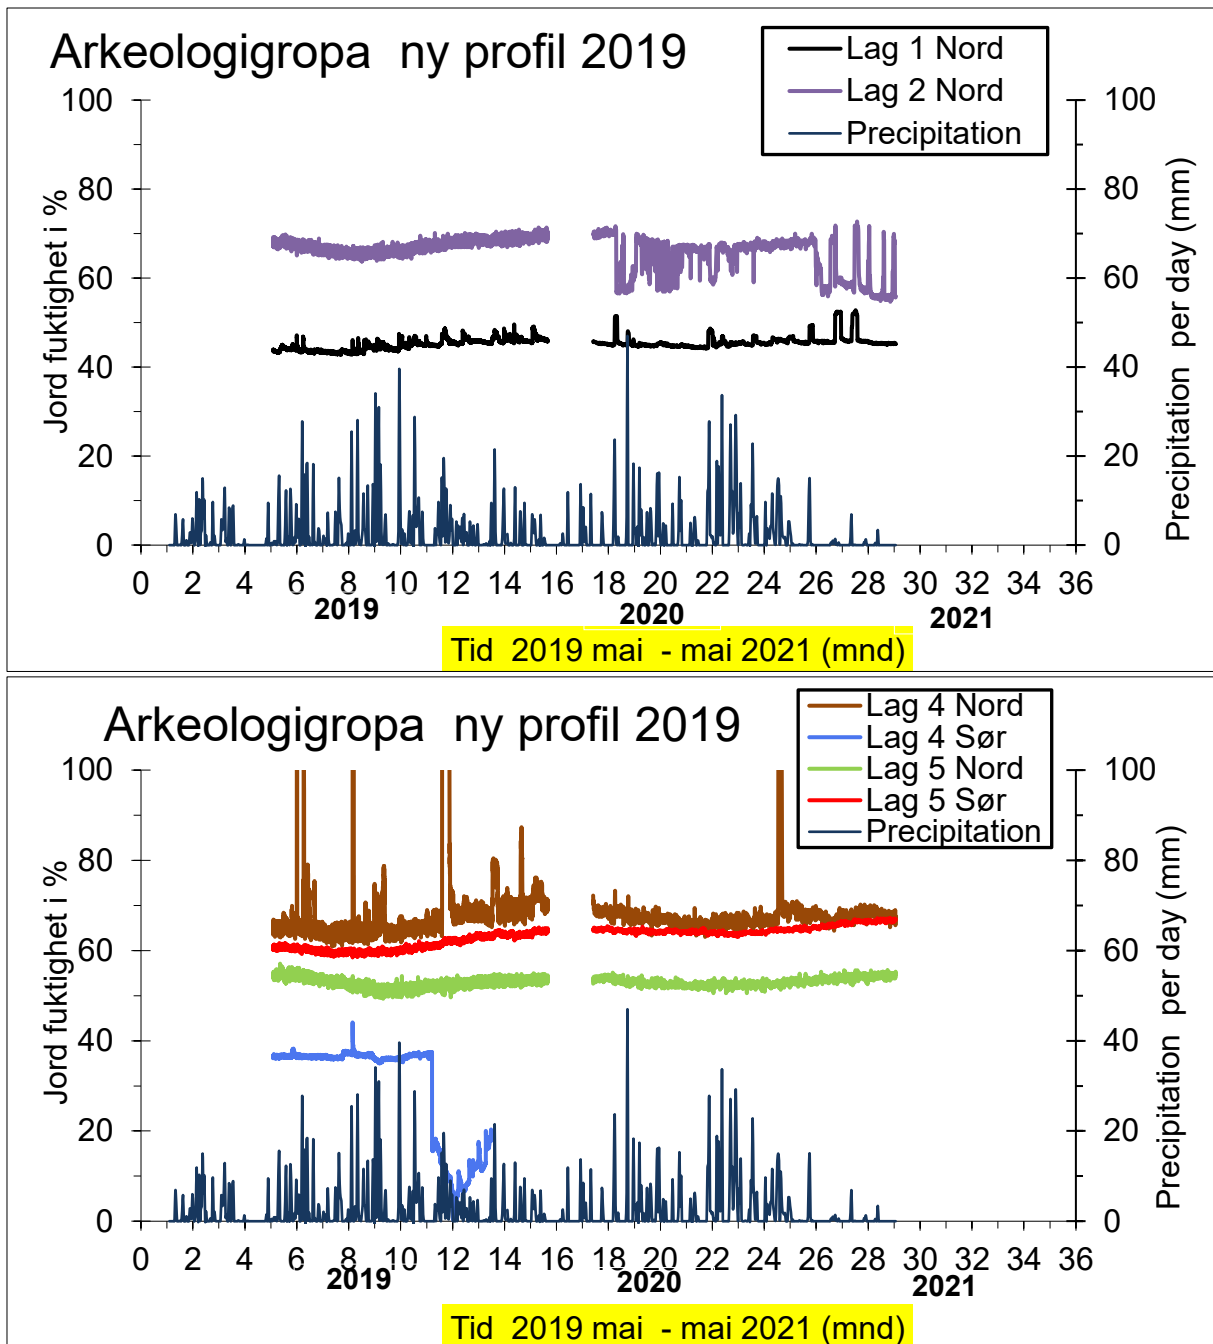 Arkeologigropa ny profil 2019
Lag 1 Nord
Lag 2 Nord
Precipitation
Jord fuktighet i %
100
80
60
40
20
0
100
80
60
40
20
0
Precipitation per day (mm)
0 2 4 6 8 10 12 14 16 18 20 22 24 26 28 30 32 34 36
2019 2020 2021
Tid 2019 mai - mai 2021 (mnd)
Arkeologigropa ny profil 2019
Lag 4 Nord
Lag 4 Sør
Lag 5 Nord
Lag 5 Sør
Precipitation
Jord fuktighet i %
100
80
60
40
20
0
100
80
60
40
20
0
Precipitation per day (mm)
0 2 4 6 8 10 12 14 16 18 20 22 24 26 28 30 32 34 36
2019 2020 2021
Tid 2019 mai - mai 2021 (mnd)